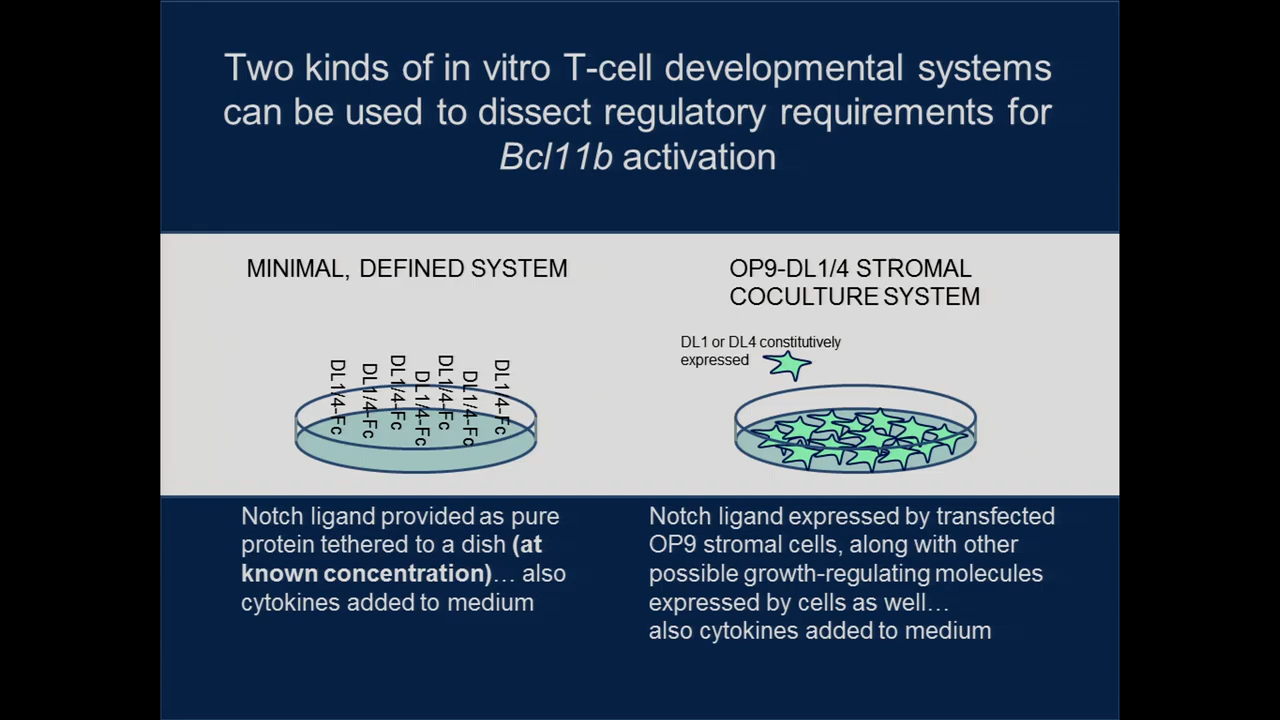 Two kinds of in vitro T-cell developmental systems
can be used to dissect regulatory requirements for
Bcl11b activation
MINIMAL, DEFINED SYSTEM
DL1/4-Fc
DL1/4-Fc
DL1/4-Fc
DL1/4-Fc
DL1/4-Fc
DL1/4-Fc
DL1/4-Fc
Notch ligand provided as pure
protein tethered to a dish (at
known concentration)… also
cytokines added to medium
OP9-DL1/4 STROMAL
COCULTURE SYSTEM
DL1 or DL4 constitutively
expressed
Notch ligand expressed by transfected
OP9 stromal cells, along with other
possible growth-regulating molecules
expressed by cells as well…
also cytokines added to medium